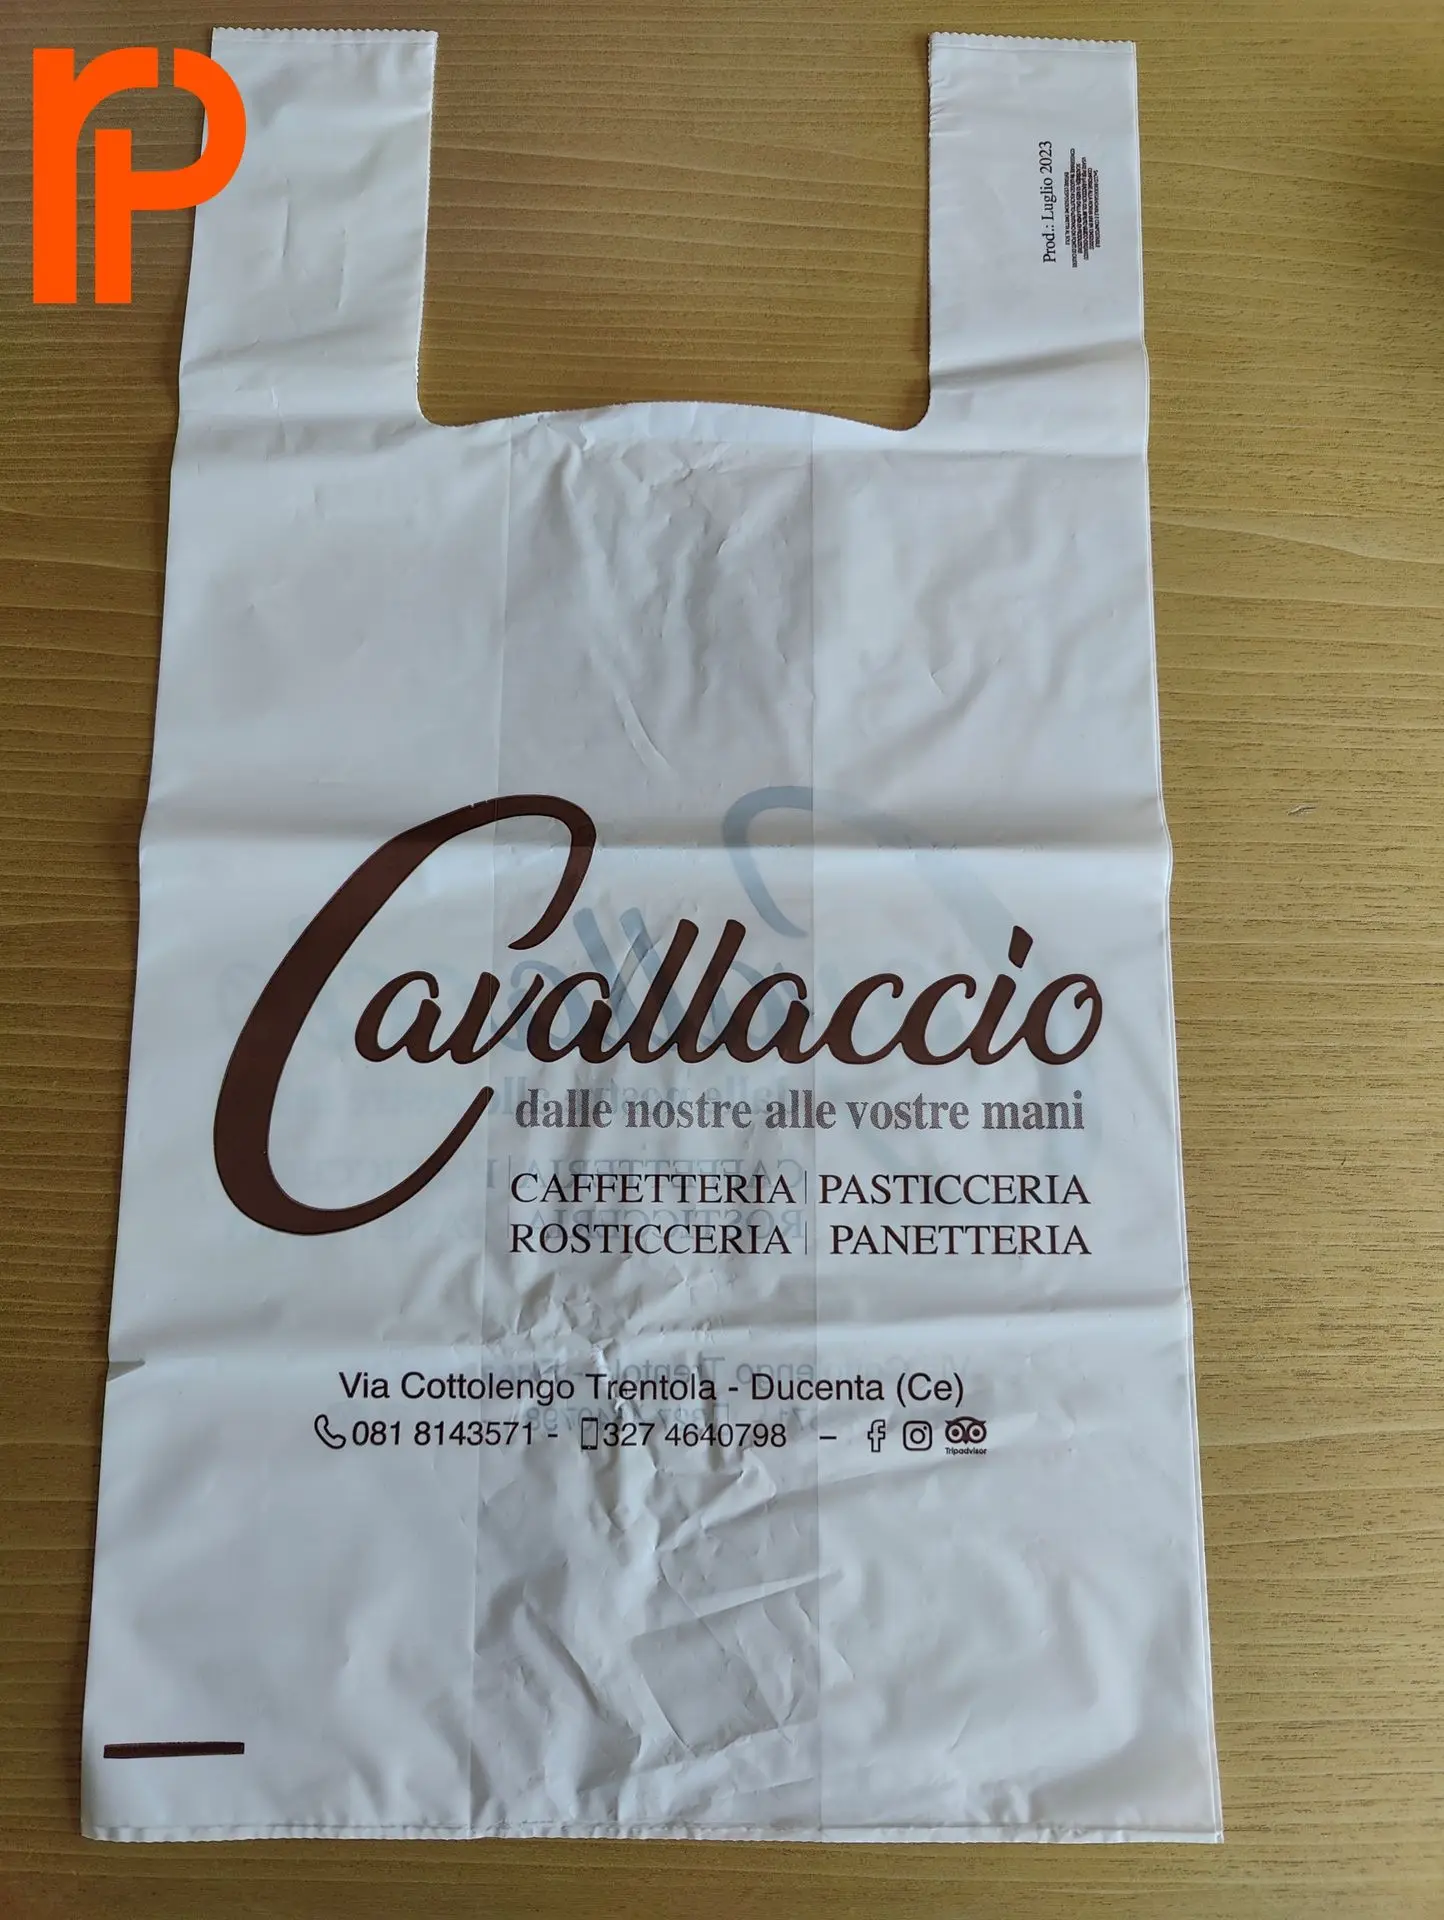 Prod.: Luglio 2023
Cavallaccio
dalle nostre alle vostre mani
CAFFETTERIA | PASTICCERIA
ROSTICCERIA | PANETTERIA
Via Cottolengo Trentola - Ducenta (Ce)
081 8143571 - 327 4640798 –
Tripadvisor